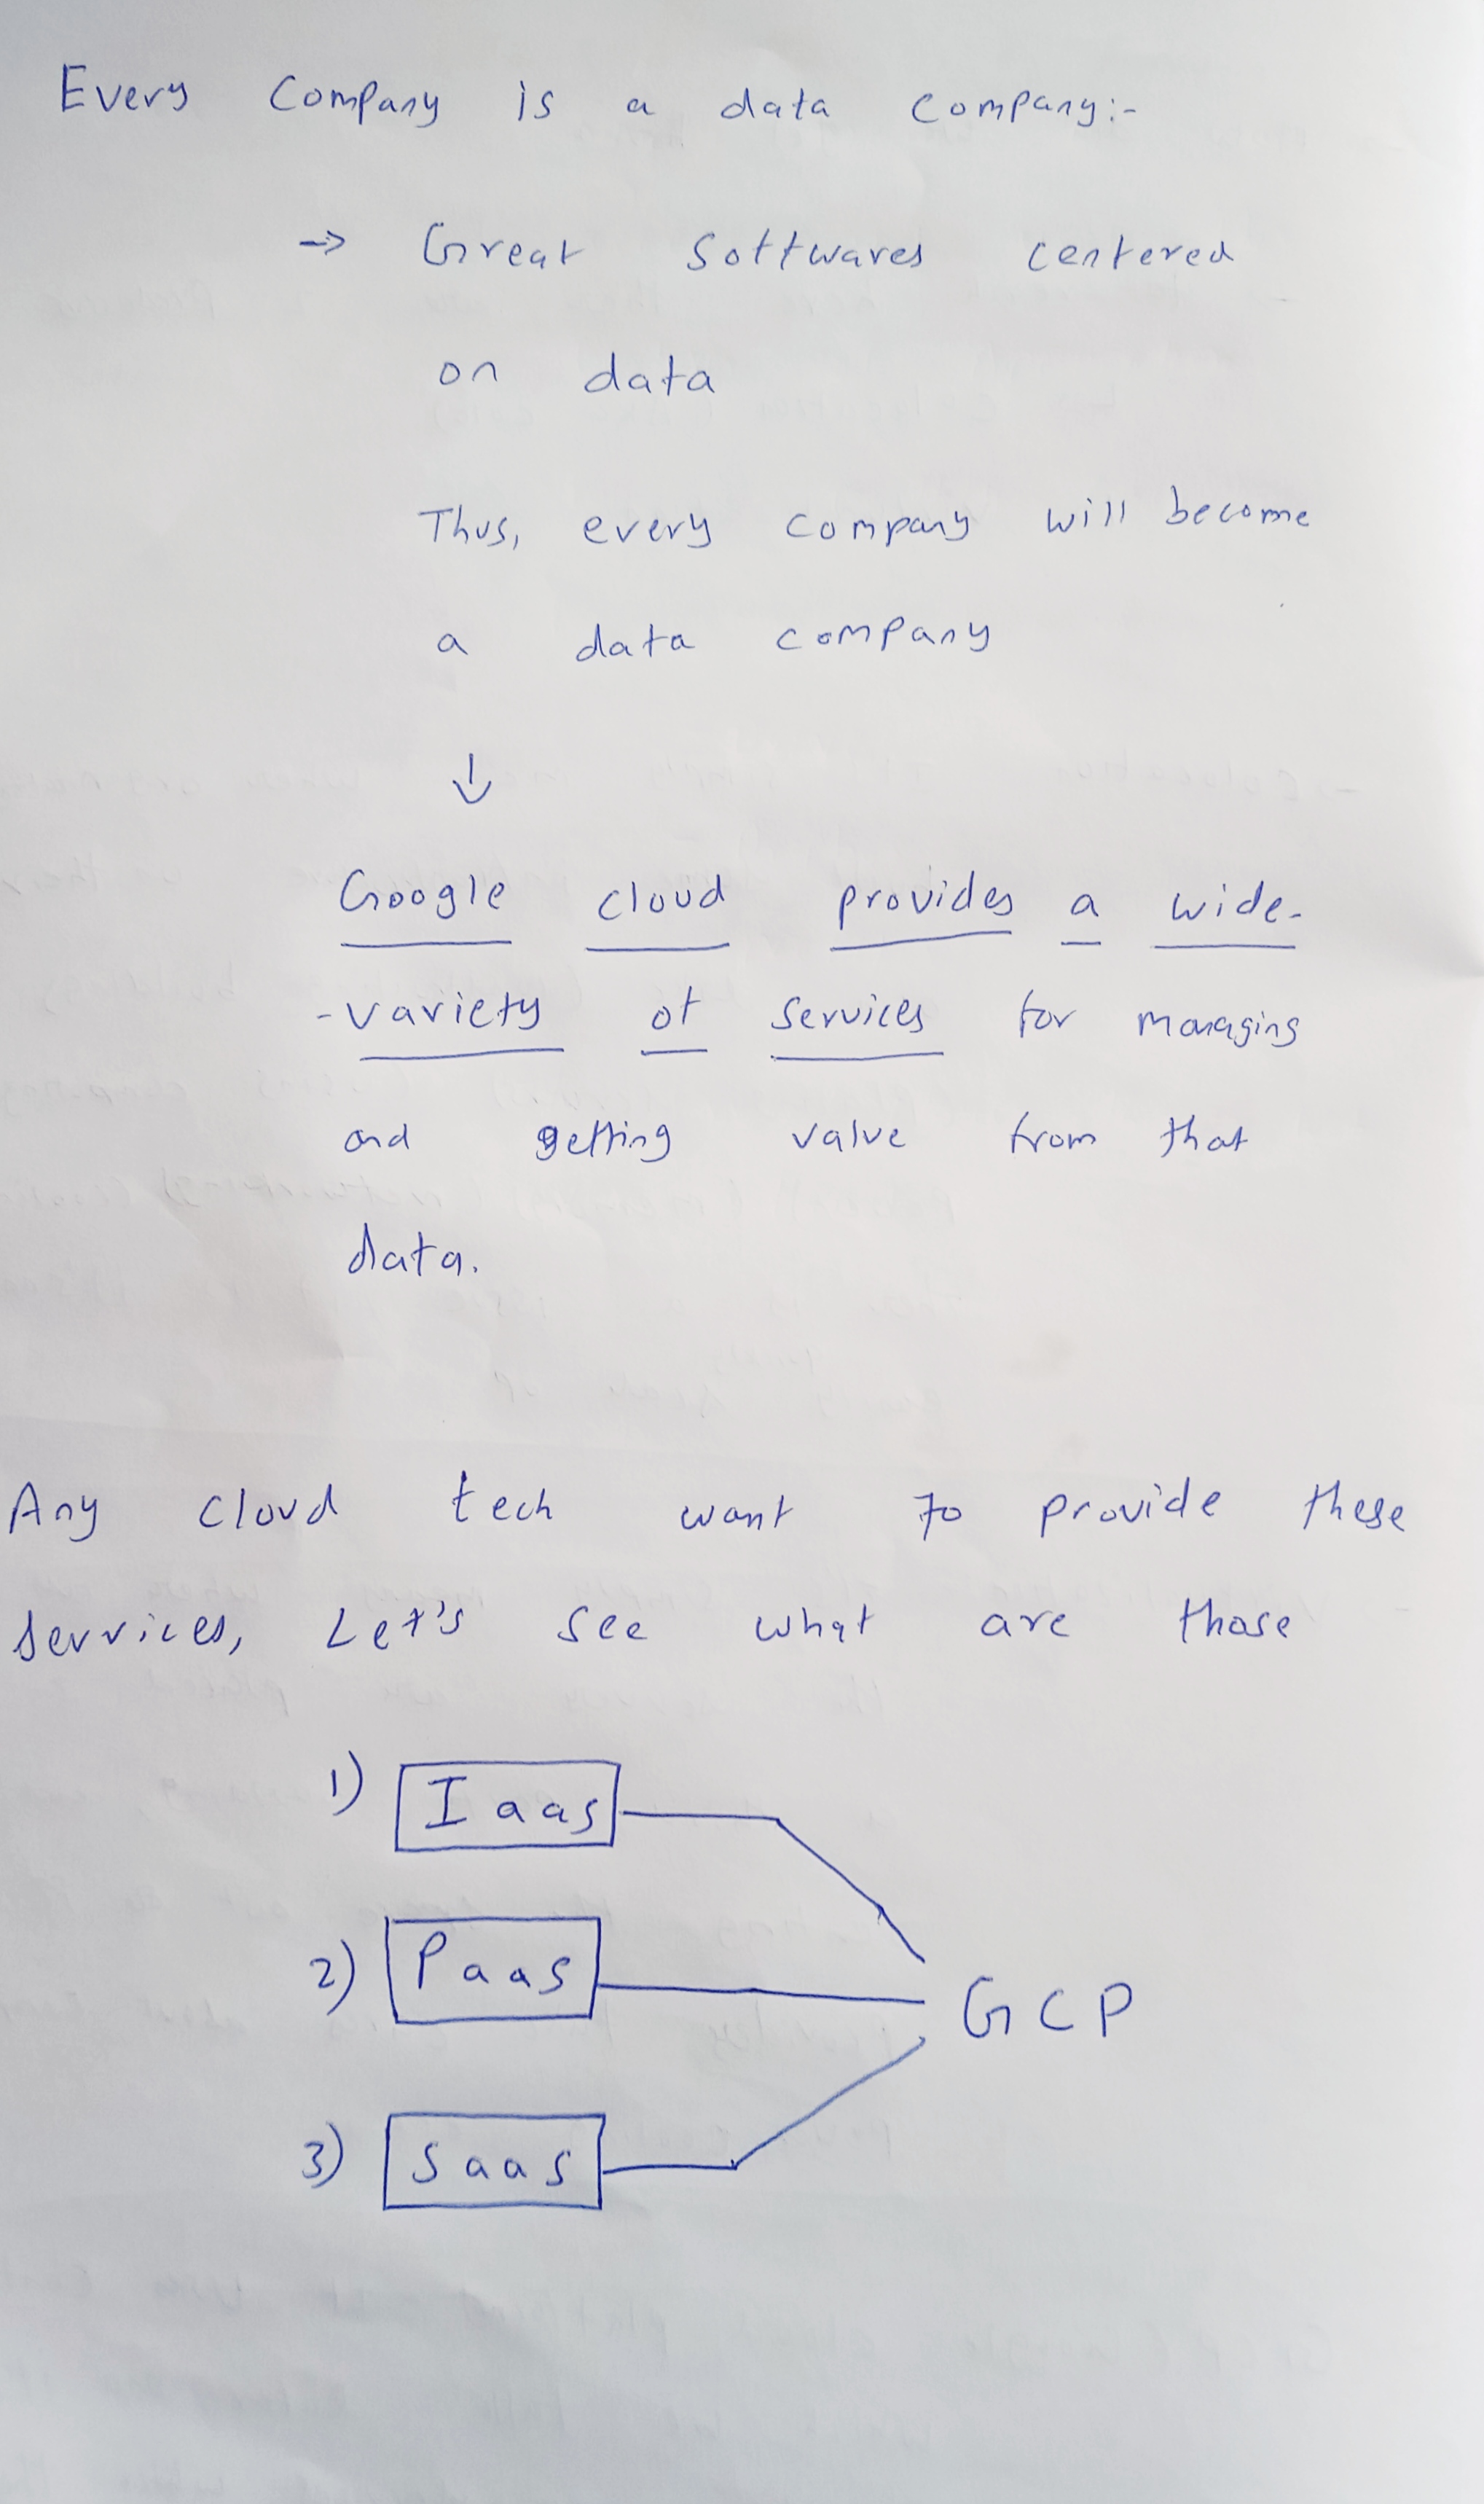 Every Company is a data company:-
→ Great Softwares centered
on data
Thus, every company will become
a data company
↓
Google cloud provides a wide-
-variety of services for managing
and getting value from that
data.
Any cloud tech want to provide these
services, Let's see what are those
1) Iaas
2) Paas
GCP
3) Saas